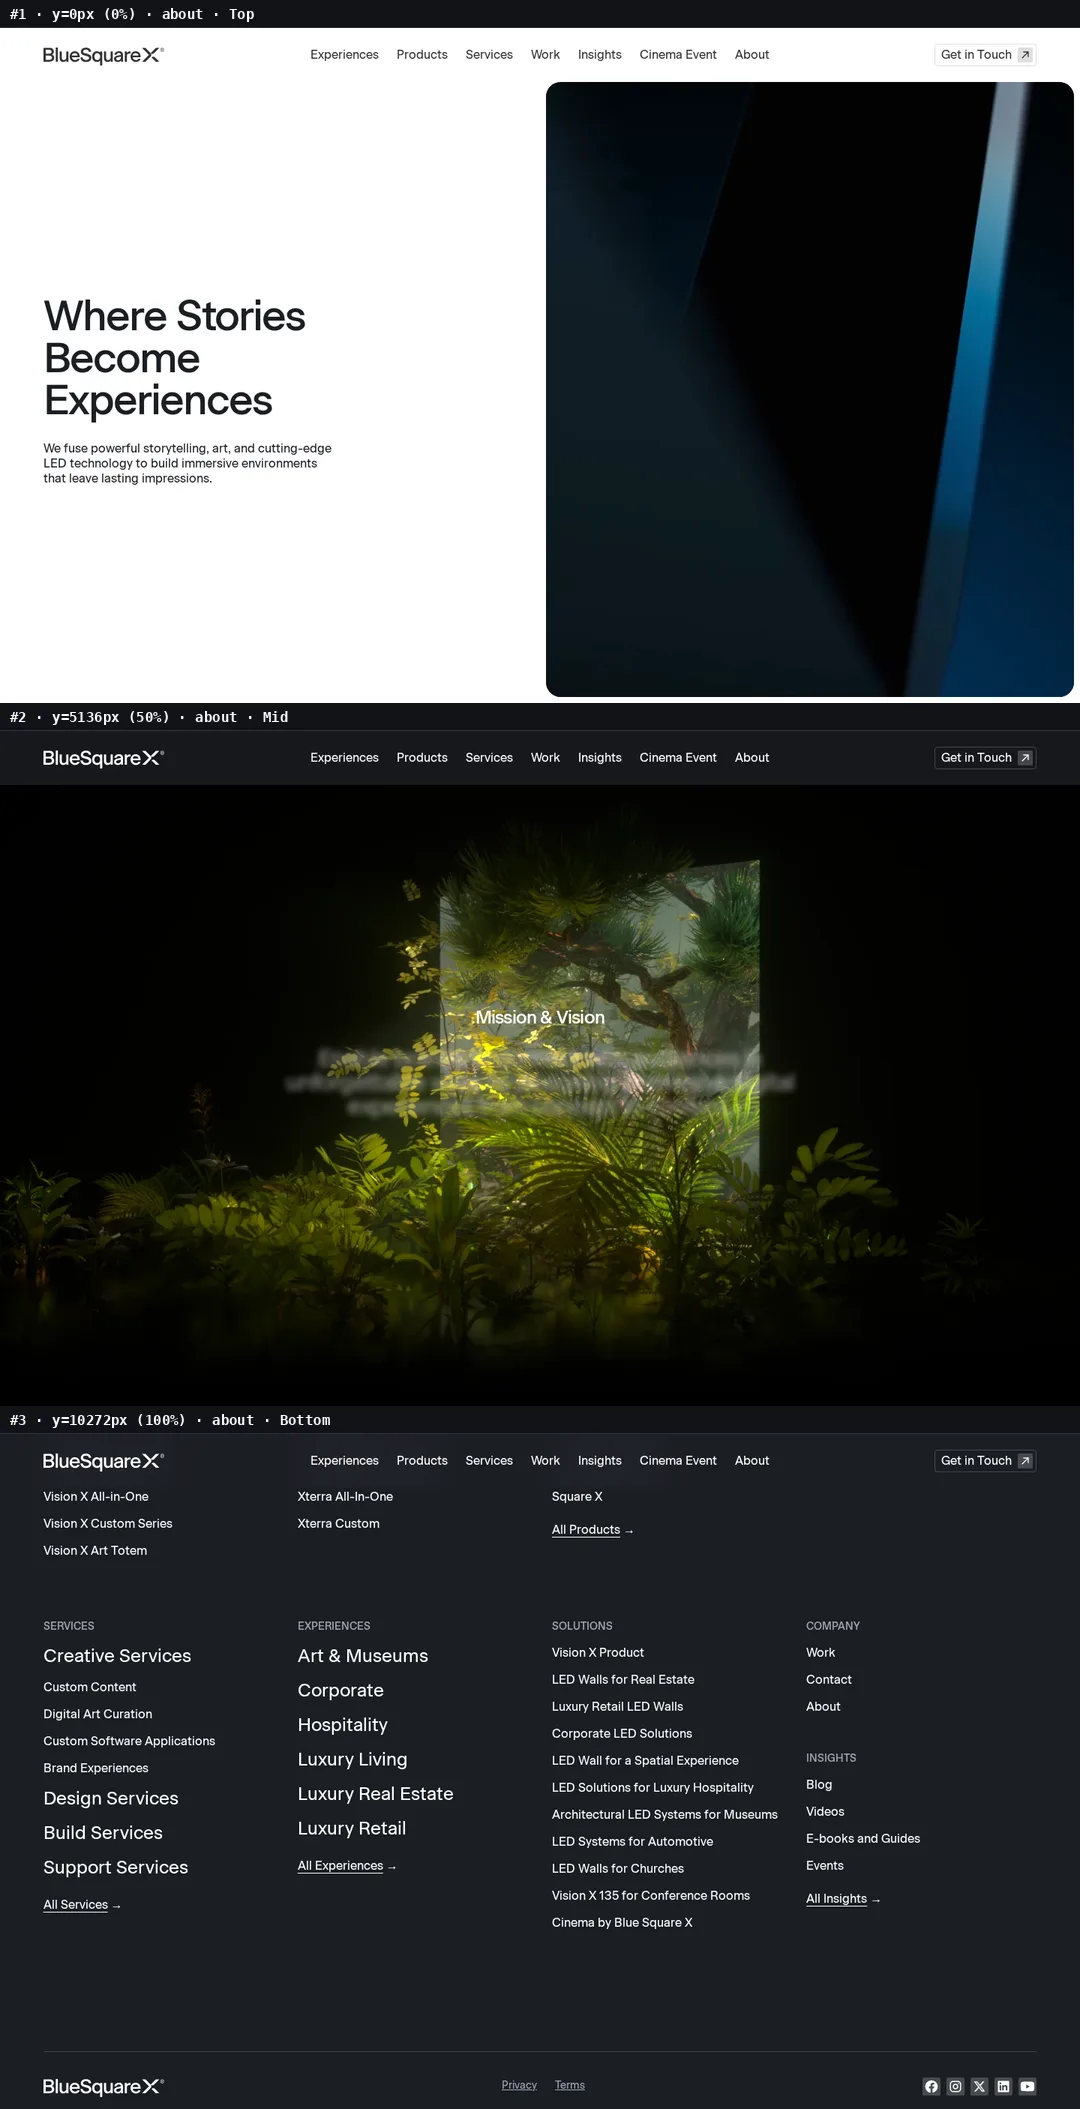 #1 · y=0px (0%) · about · Top
BlueSquareX®
Experiences Products Services Work Insights Cinema Event About
Get in Touch
Where Stories
Become
Experiences
We fuse powerful storytelling, art, and cutting-edge
LED technology to build immersive environments
that leave lasting impressions.
#2 · y=5136px (50%) · about · Mid
BlueSquareX®
Experiences Products Services Work Insights Cinema Event About
Get in Touch
Mission & Vision
#3 · y=10272px (100%) · about · Bottom
BlueSquareX®
Experiences Products Services Work Insights Cinema Event About
Get in Touch
Vision X All-in-One
Vision X Custom Series
Vision X Art Totem
Xterra All-In-One
Xterra Custom
Square X
All Products →
SERVICES
Creative Services
Custom Content
Digital Art Curation
Custom Software Applications
Brand Experiences
Design Services
Build Services
Support Services
All Services →
EXPERIENCES
Art & Museums
Corporate
Hospitality
Luxury Living
Luxury Real Estate
Luxury Retail
All Experiences →
SOLUTIONS
Vision X Product
LED Walls for Real Estate
Luxury Retail LED Walls
Corporate LED Solutions
LED Wall for a Spatial Experience
LED Solutions for Luxury Hospitality
Architectural LED Systems for Museums
LED Systems for Automotive
LED Walls for Churches
Vision X 135 for Conference Rooms
Cinema by Blue Square X
COMPANY
Work
Contact
About
INSIGHTS
Blog
Videos
E-books and Guides
Events
All Insights →
BlueSquareX®
Privacy Terms